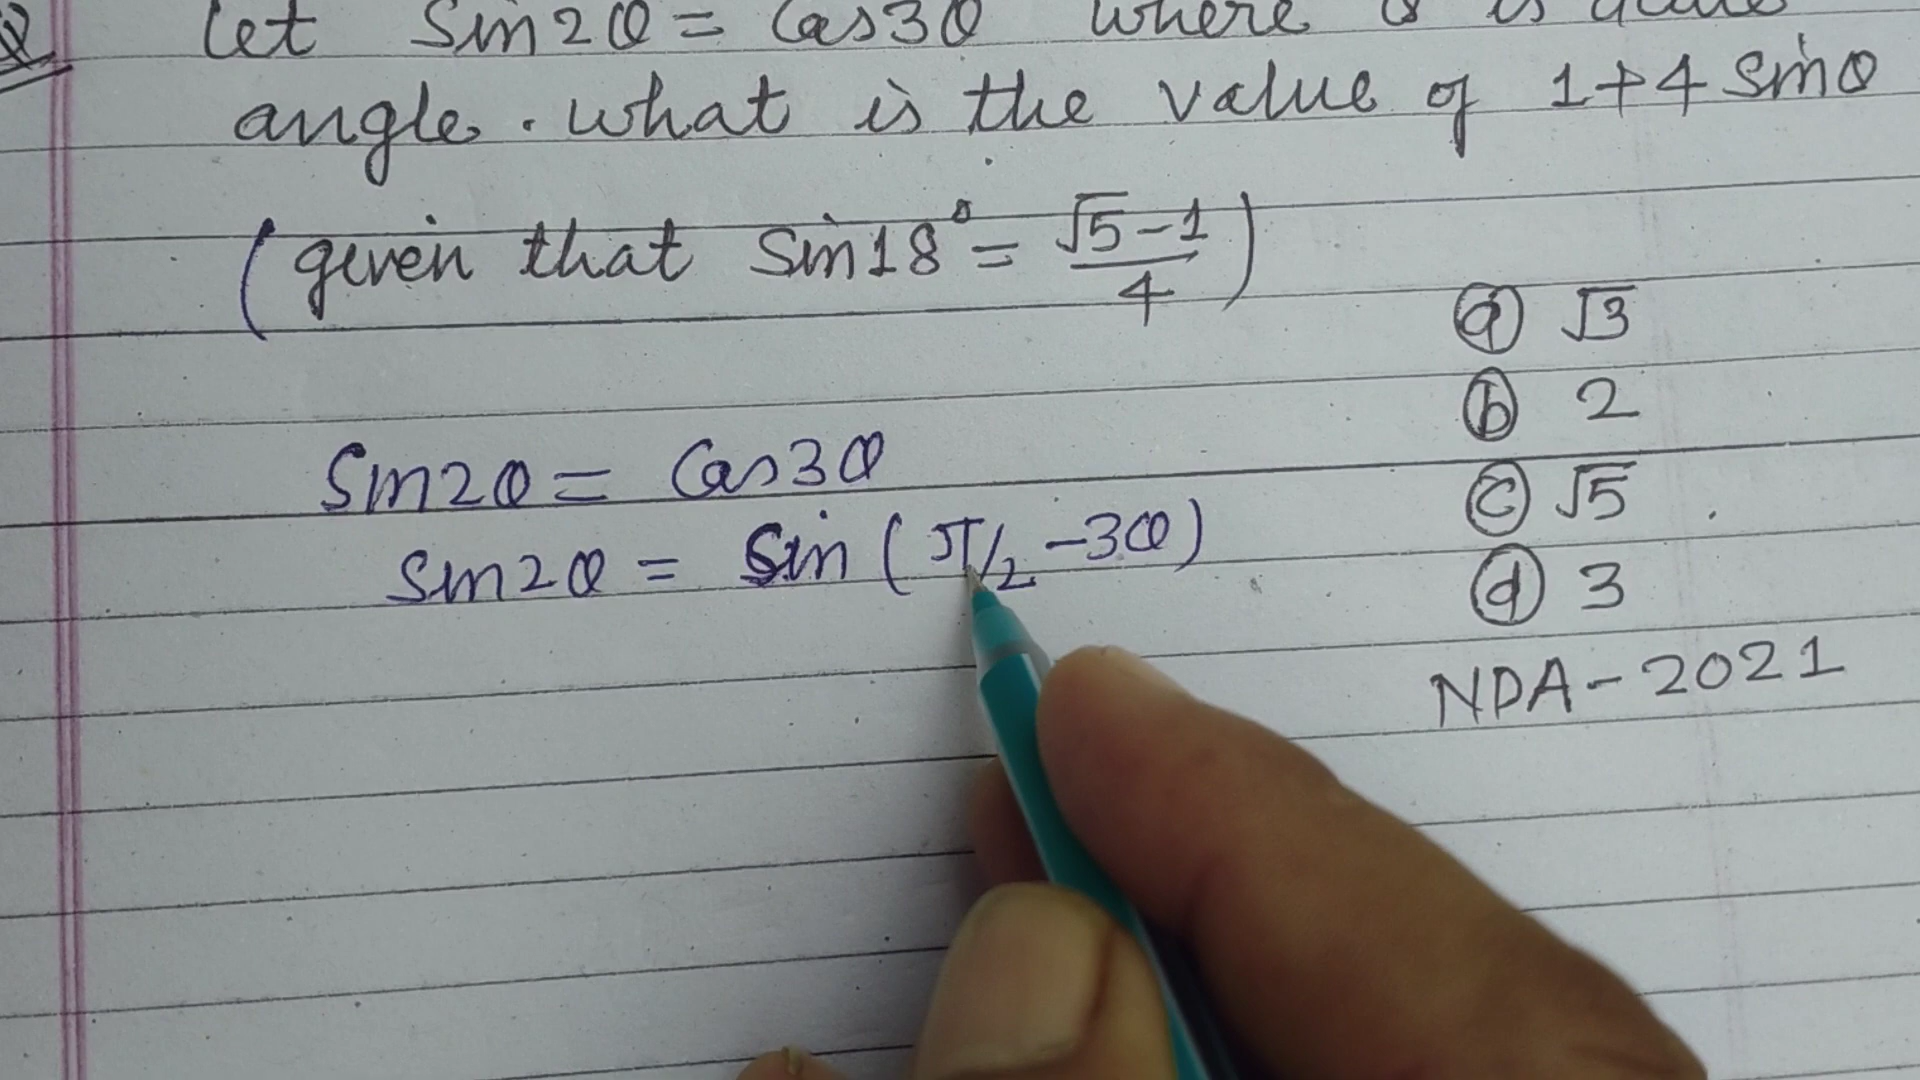 Q Let Sin2θ = Cos3θ where θ is acute
angle. what is the value of 1+4 sinθ
(given that Sin18° = √5-1/4)
ⓐ √3
ⓑ 2
ⓒ √5
ⓓ 3
NDA-2021
Sin2θ = Cos3θ
Sin2θ = Sin(π/2 -3θ)